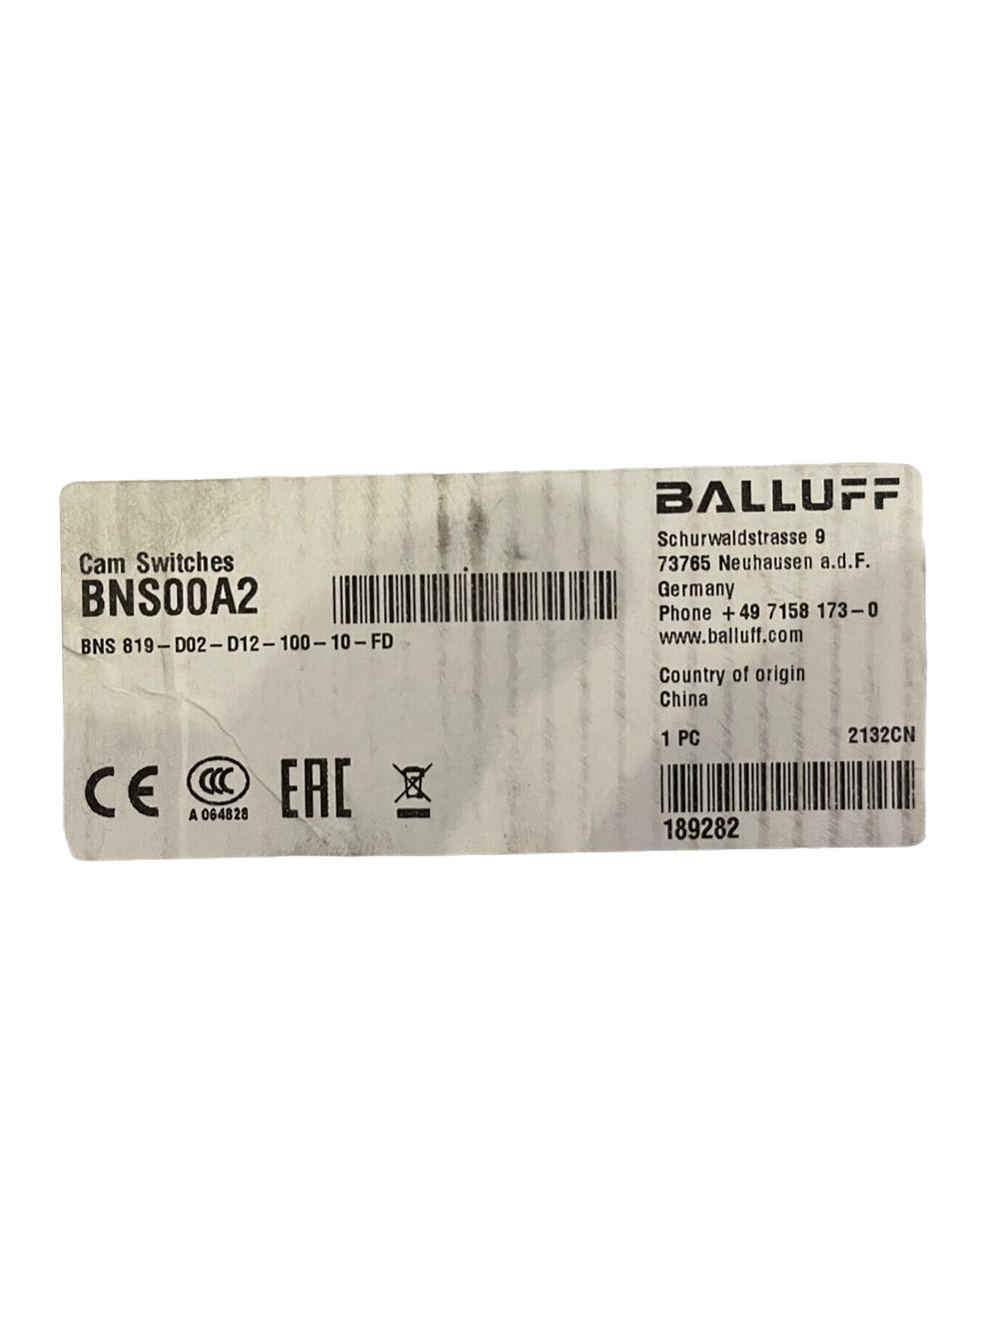 Cam Switches
BNS00A2
BNS 819-D02-D12-100-10-FD
CE
CCC
A 064828
EAC
BALLUFF
Schurwaldstrasse 9
73765 Neuhausen a.d.F.
Germany
Phone +49 7158 173-0
www.balluff.com
Country of origin
China
1 PC 2132CN
189282